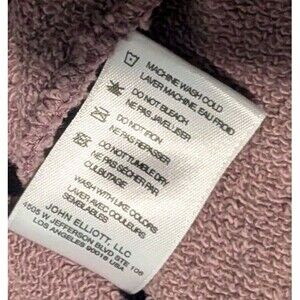 MACHINE WASH COLD
LAVER MACHINE, EAU FROID
DO NOT BLEACH
NE PAS JAVELLISER
DO NOT IRON
NE PAS REPASSER
DO NOT TUMBLE DRY
NE PAS SÉCHER PAR
CULBUTAGE
WASH WITH LIKE COLORS
LAVER AVEC COULEURS
SEMBLABLES
JOHN ELLIOTT, LLC
4505 W JEFFERSON BLVD STE 106
LOS ANGELES 90016 USA